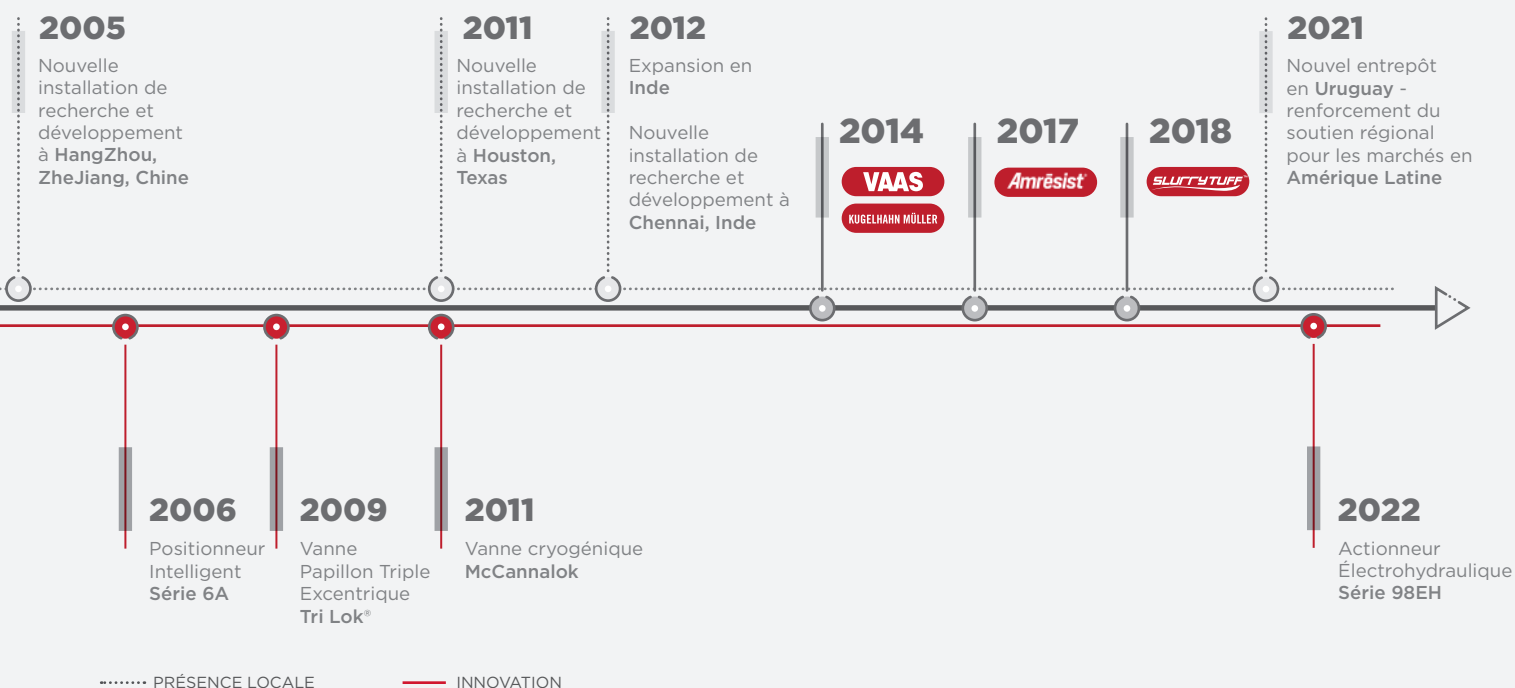 2005
Nouvelle
installation de
recherche et
développement
à HangZhou,
ZheJiang, Chine
2011
Nouvelle
installation de
recherche et
développement
à Houston,
Texas
2012
Expansion en
Inde
Nouvelle
installation de
recherche et
développement à
Chennai, Inde
2014
VAAS
KUGELHAHN MÜLLER
2017
Amrēsist
2018
SLURRYTUFF™
2021
Nouvel entrepôt
en Uruguay -
renforcement du
soutien régional
pour les marchés en
Amérique Latine
2006
Positionneur
Intelligent
Série 6A
2009
Vanne
Papillon Triple
Excentrique
Tri Lok®
2011
Vanne cryogénique
McCannalok
2022
Actionneur
Électrohydraulique
Série 98EH
PRÉSENCE LOCALE
INNOVATION